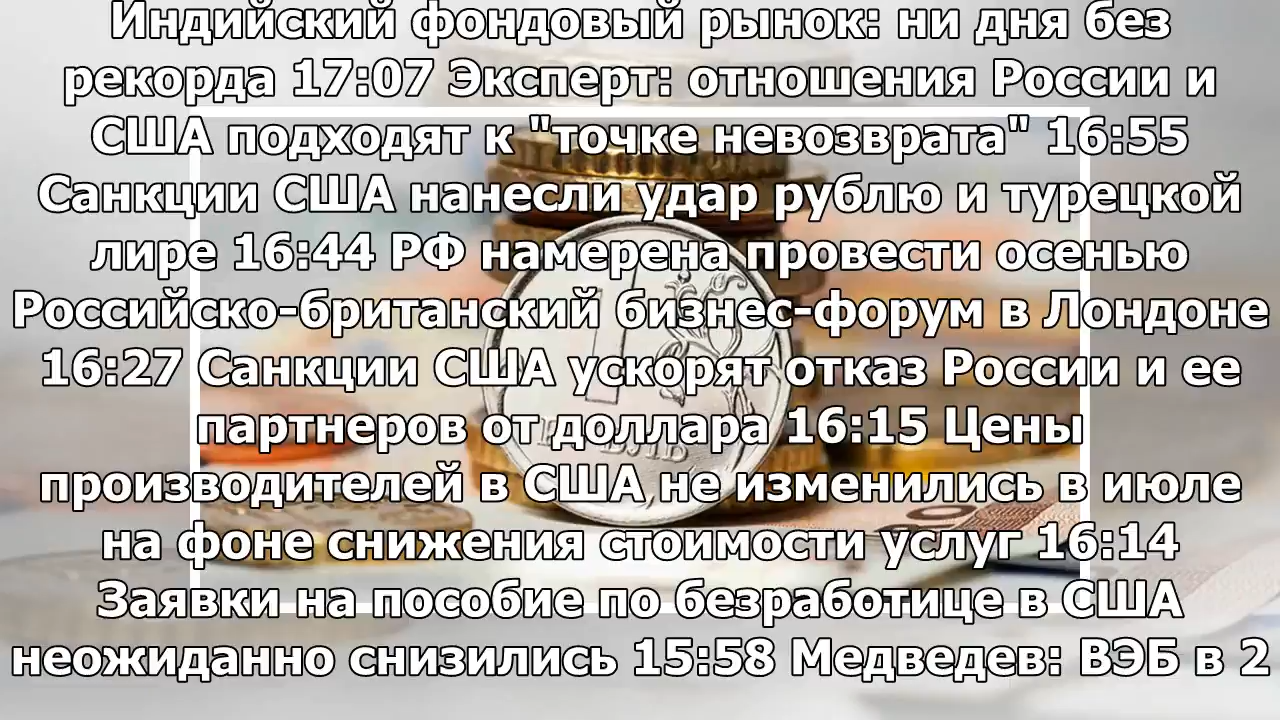 Индийский фондовый рынок: ни дня без
рекорда 17:07 Эксперт: отношения России и
США подходят к "точке невозврата" 16:55
Санкции США нанесли удар рублю и турецкой
лире 16:44 РФ намерена провести осенью
Российско-британский бизнес-форум в Лондоне
16:27 Санкции США ускорят отказ России и ее
партнеров от доллара 16:15 Цены
производителей в США не изменились в июле
на фоне снижения стоимости услуг 16:14
Заявки на пособие по безработице в США
неожиданно снизились 15:58 Медведев: ВЭБ в 2